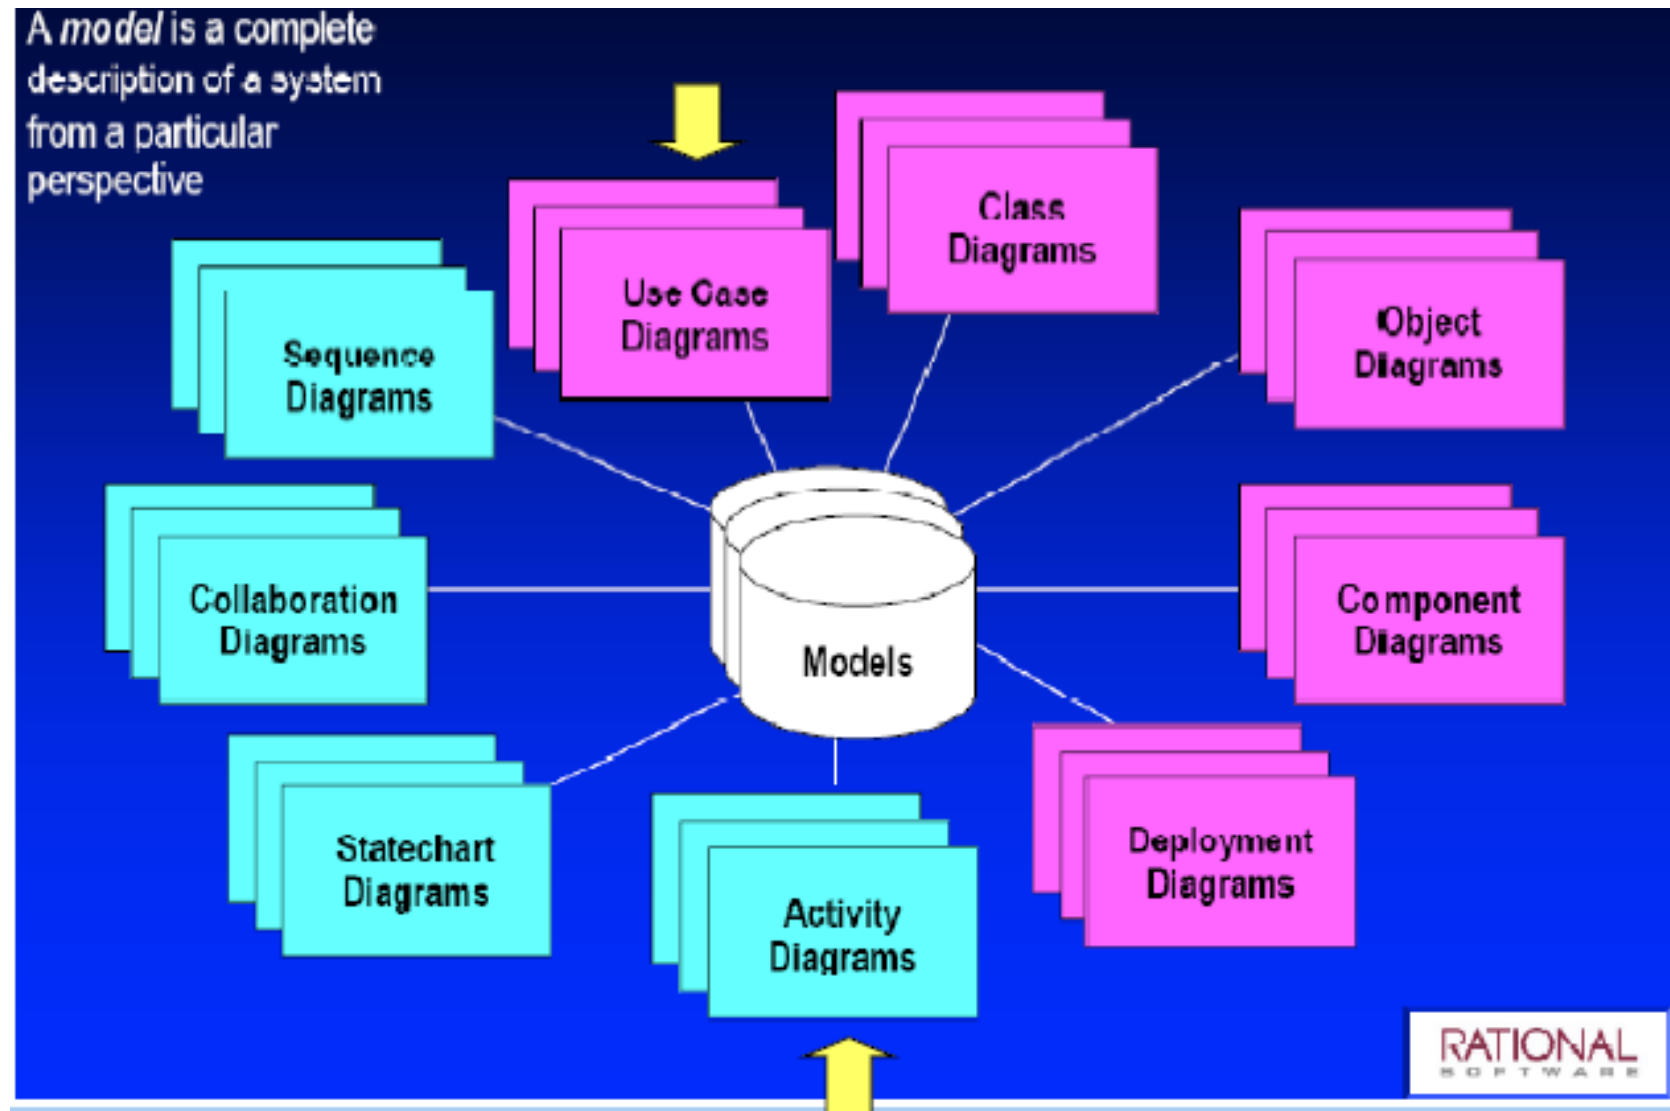 A model is a complete
description of a system
from a particular
perspective
Use Case
Diagrams
Class
Diagrams
Object
Diagrams
Sequence
Diagrams
Collaboration
Diagrams
Models
Component
Diagrams
Statechart
Diagrams
Activity
Diagrams
Deployment
Diagrams
RATIONAL
SOFTWARE